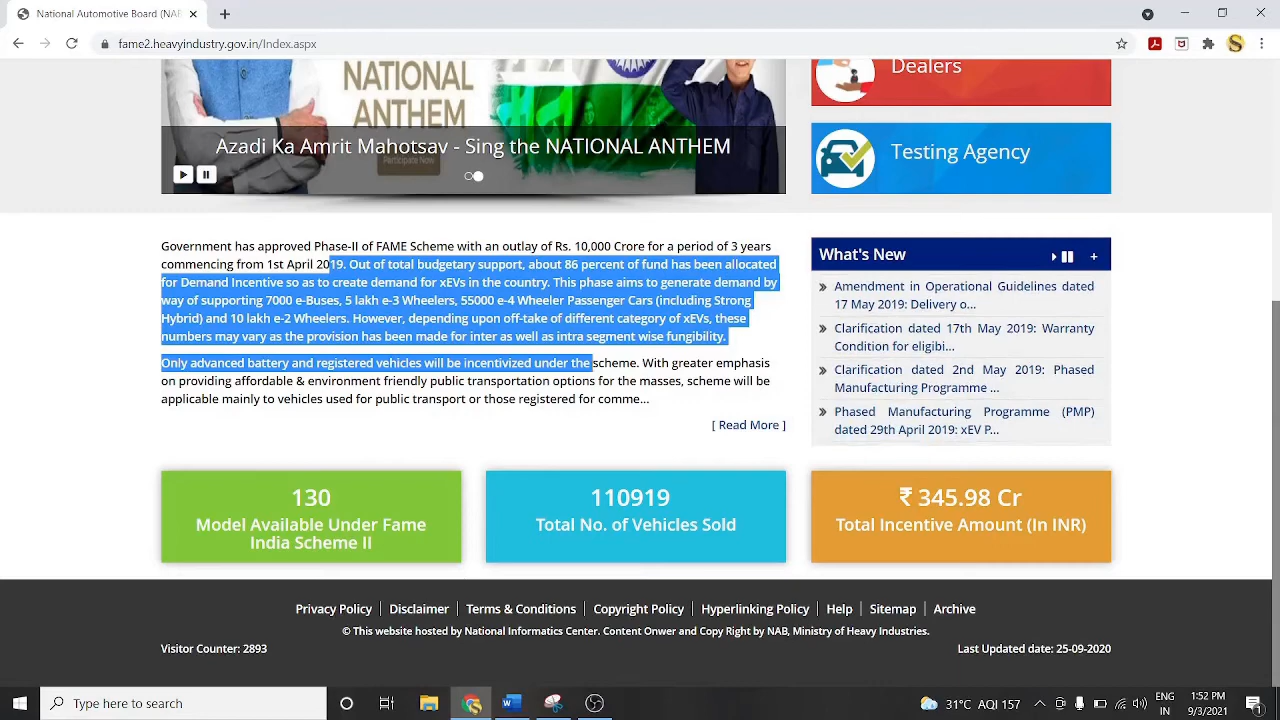 National Automotive Board (NAB
fame2.heavyindustry.gov.in/Index.aspx
NATIONAL
ANTHEM
Participate Now
Azadi Ka Amrit Mahotsav - Sing the NATIONAL ANTHEM
Dealers
Testing Agency
Government has approved Phase-II of FAME Scheme with an outlay of Rs. 10,000 Crore for a period of 3 years
commencing from 1st April 2019. Out of total budgetary support, about 86 percent of fund has been allocated
for Demand Incentive so as to create demand for xEVs in the country. This phase aims to generate demand by
way of supporting 7000 e-Buses, 5 lakh e-3 Wheelers, 55000 e-4 Wheeler Passenger Cars (including Strong
Hybrid) and 10 lakh e-2 Wheelers. However, depending upon off-take of different category of xEVs, these
numbers may vary as the provision has been made for inter as well as intra segment wise fungibility.
Only advanced battery and registered vehicles will be incentivized under the scheme. With greater emphasis
on providing affordable & environment friendly public transportation options for the masses, scheme will be
applicable mainly to vehicles used for public transport or those registered for comme...
[ Read More ]
What's New
+
Amendment in Operational Guidelines dated
17 May 2019: Delivery o...
Clarification dated 17th May 2019: Warranty
Condition for eligibi...
Clarification dated 2nd May 2019: Phased
Manufacturing Programme ...
Phased Manufacturing Programme (PMP)
dated 29th April 2019: xEV P...
130
Model Available Under Fame
India Scheme II
110919
Total No. of Vehicles Sold
₹ 345.98 Cr
Total Incentive Amount (In INR)
Privacy Policy | Disclaimer | Terms & Conditions | Copyright Policy | Hyperlinking Policy | Help | Sitemap | Archive
© This website hosted by National Informatics Center. Content Onwer and Copy Right by NAB, Ministry of Heavy Industries.
Visitor Counter: 2893
Last Updated date: 25-09-2020
Type here to search
31°C AQI 157
ENG
IN
1:52 PM
9/3/2021